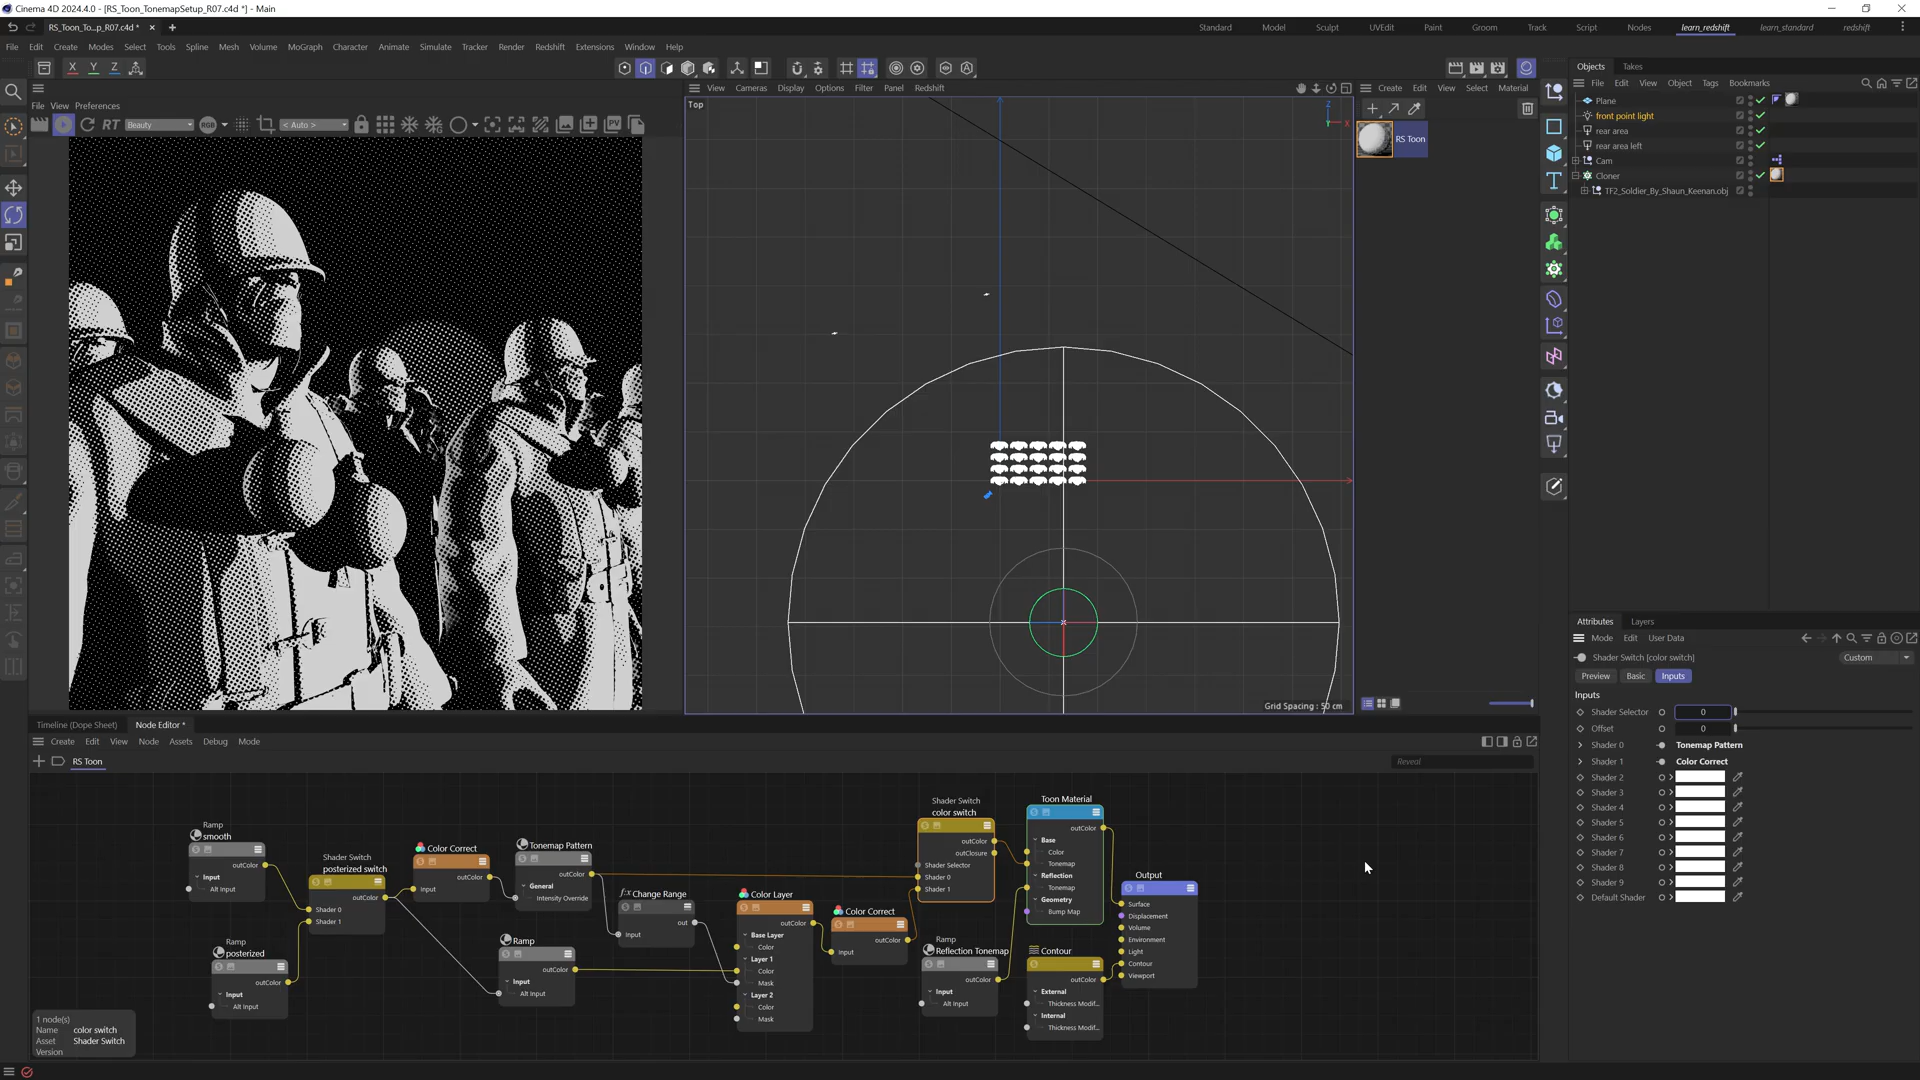 Cinema 4D 2024.4.0 - [RS_Toon_TonemapSetup_R07.c4d *] - Main
RS_Toon_To...p_R07.c4d *
Standard Model Sculpt UVEdit Paint Groom Track Script Nodes learn_redshift learn_standard redshift
File Edit Create Modes Select Tools Spline Mesh Volume MoGraph Character Animate Simulate Tracker Render Redshift Extensions Window Help
X Y Z
Objects Takes
File Edit View Object Tags Bookmarks
File View Preferences
RT Beauty RGB < Auto > PV
View Cameras Display Options Filter Panel Redshift
Create Edit View Select Material
Top
Z
Y X
RS Toon
Plane
front point light
rear area
rear area left
Cam
Cloner
TF2_Soldier_By_Shaun_Keenan.obj
Grid Spacing : 50 cm
Attributes Layers
Mode Edit User Data
Shader Switch [color switch]
Custom
Preview Basic Inputs
Inputs
Shader Selector 0
Offset 0
Shader 0 Tonemap Pattern
Shader 1 Color Correct
Shader 2
Shader 3
Shader 4
Shader 5
Shader 6
Shader 7
Shader 8
Shader 9
Default Shader
Timeline (Dope Sheet) Node Editor *
Create Edit View Node Assets Debug Mode
RS Toon
Reveal
Ramp
smooth
outColor
Input
Alt Input
Ramp
posterized
outColor
Input
Alt Input
Shader Switch
posterized switch
outColor
Shader 0
Shader 1
Color Correct
outColor
Input
Tonemap Pattern
outColor
General
Intensity Override
Ramp
outColor
Input
Alt Input
Change Range
out
Input
Color Layer
outColor
Base Layer
Color
Layer 1
Color
Mask
Layer 2
Color
Mask
Color Correct
outColor
Input
Shader Switch
color switch
outColor
outClosure
Shader Selector
Shader 0
Shader 1
Ramp
Reflection Tonemap
outColor
Input
Alt Input
Toon Material
outColor
Base
Color
Tonemap
Reflection
Tonemap
Geometry
Bump Map
Contour
outColor
External
Thickness Modif...
Internal
Thickness Modif...
Output
Surface
Displacement
Volume
Environment
Light
Contour
Viewport
1 node(s)
Name color switch
Asset Shader Switch
Version